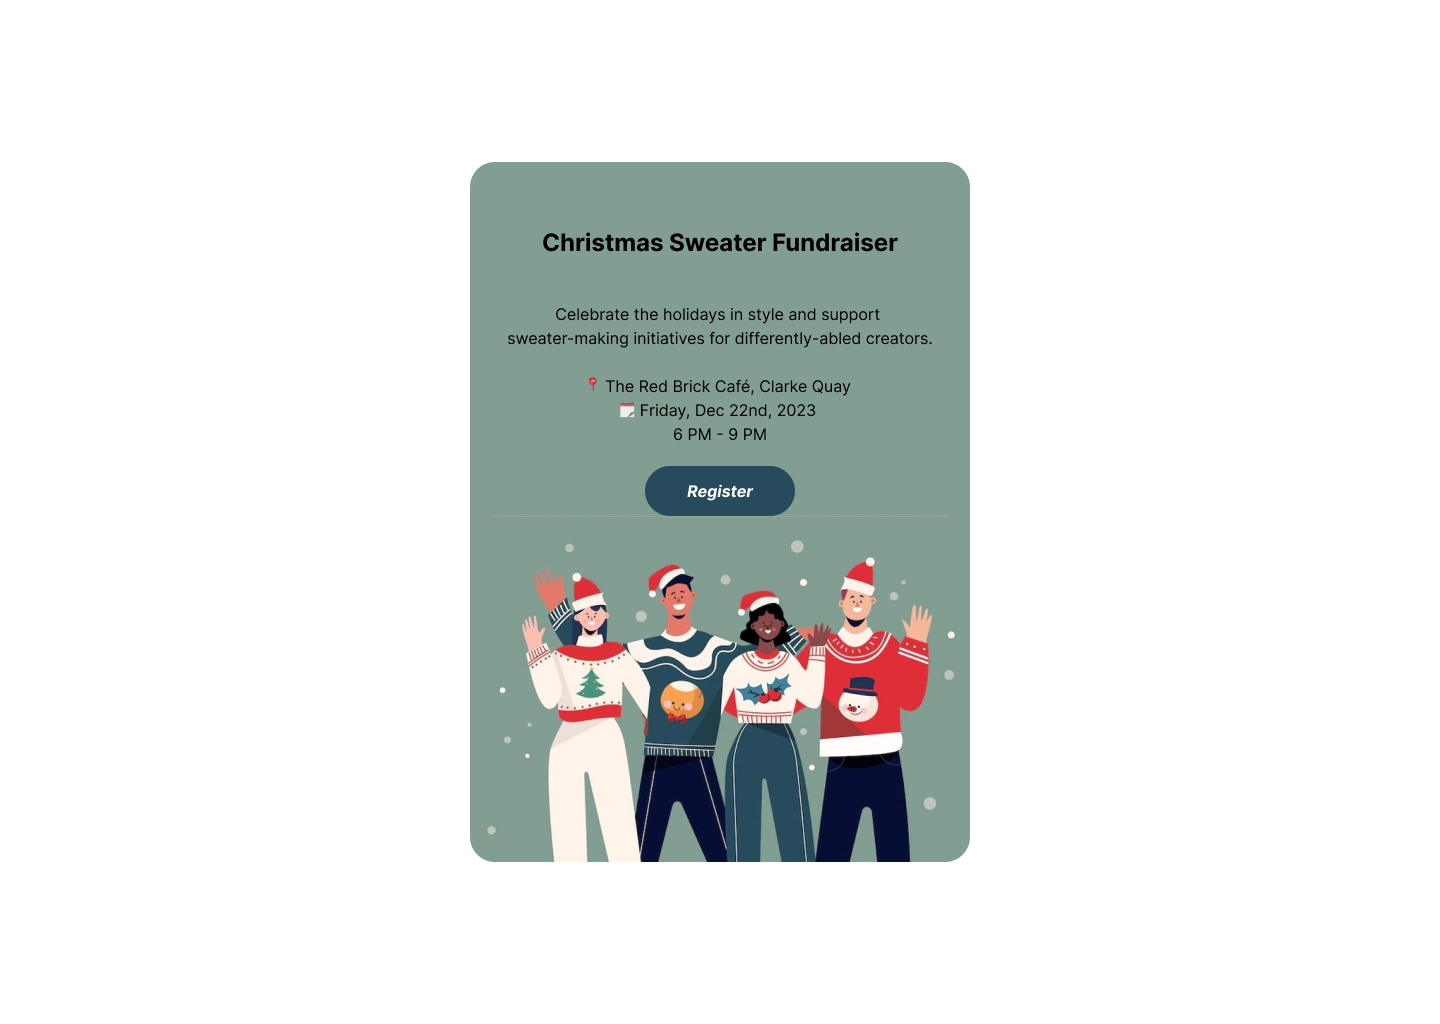 Christmas Sweater Fundraiser
Celebrate the holidays in style and support
sweater-making initiatives for differently-abled creators.
📍 The Red Brick Café, Clarke Quay
🗓️ Friday, Dec 22nd, 2023
6 PM - 9 PM
Register